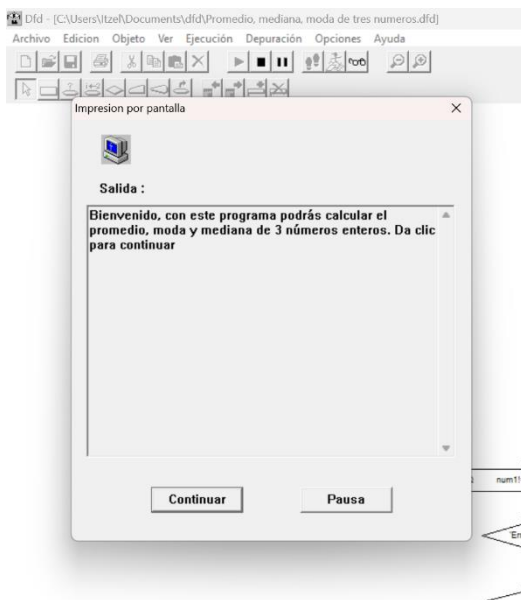 Dfd - [C:\Users\Itzel\Documents\dfd\Promedio, mediana, moda de tres numeros.dfd]
Archivo Edicion Objeto Ver Ejecución Depuración Opciones Ayuda
Impresion por pantalla
Salida :
Bienvenido, con este programa podrás calcular el
promedio, moda y mediana de 3 números enteros. Da clic
para continuar
Continuar Pausa